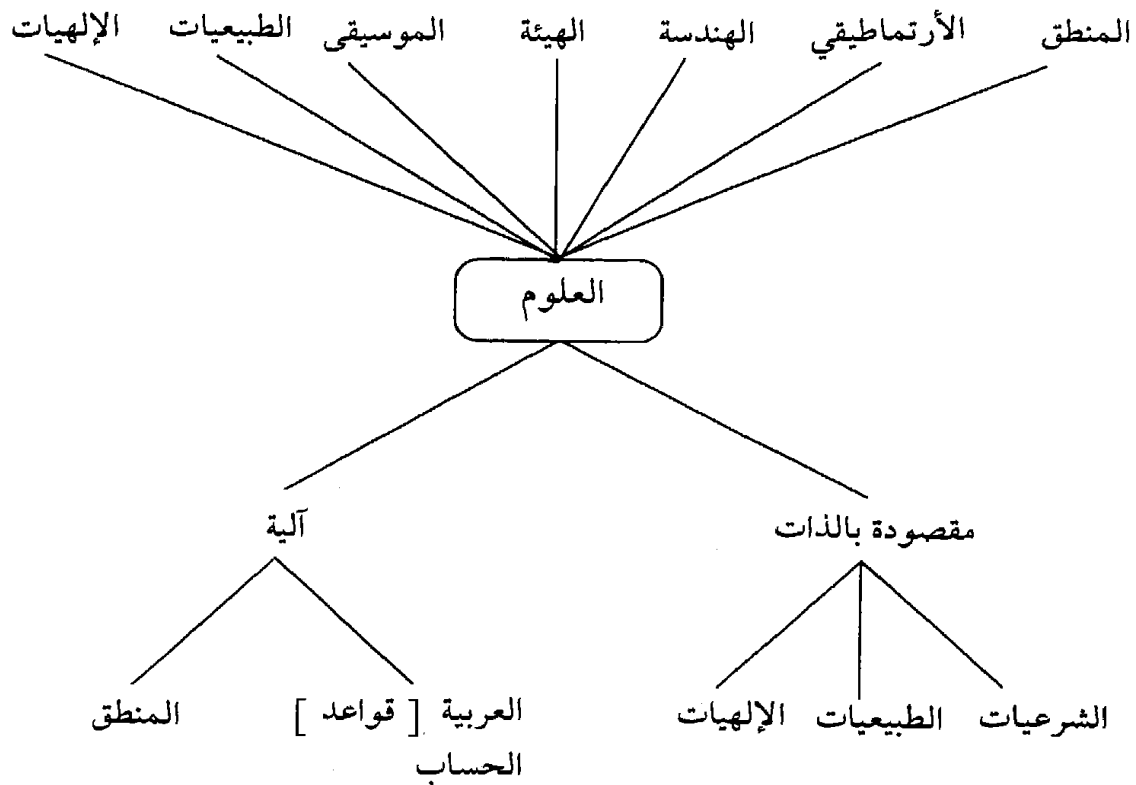 المنطق الأرتماطيقي الهندسة الهيئة الموسيقى الطبيعيات الإلهيات
العلوم
مقصودة بالذات آلية
الشرعيات الطبيعيات الإلهيات العربية [ قواعد ] المنطق
الحساب